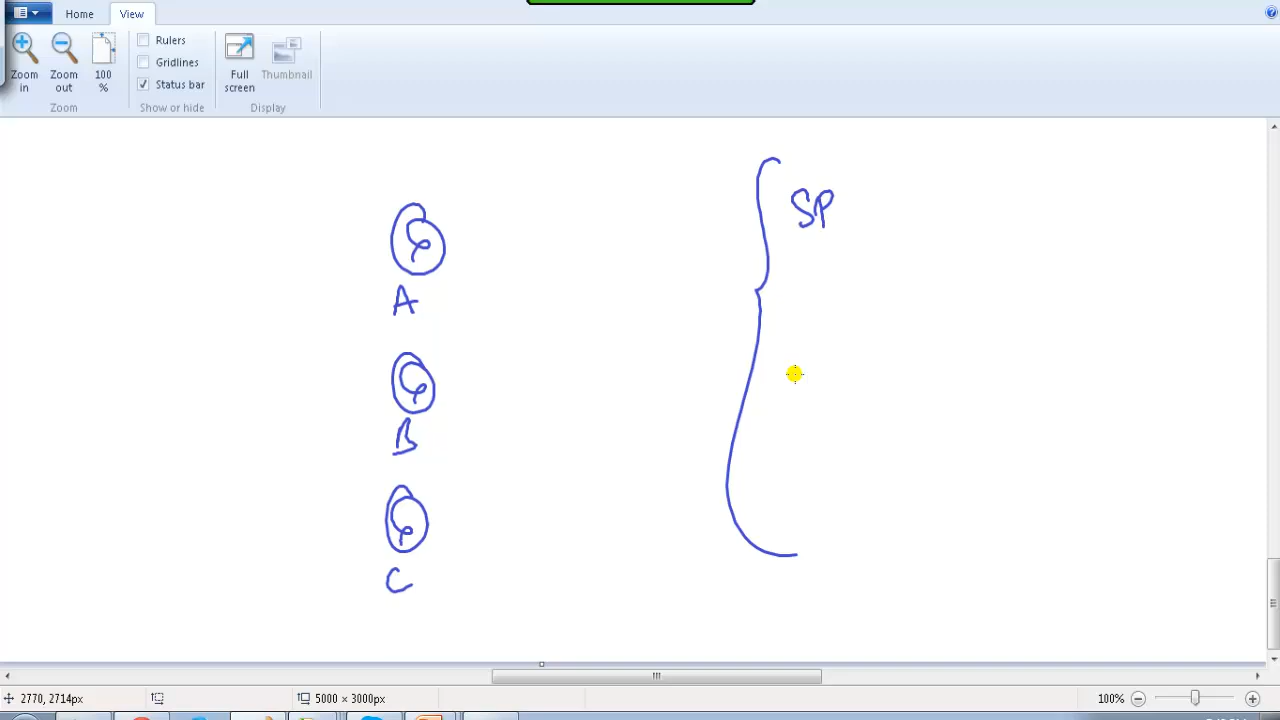 Home View
Rulers
Gridlines
Status bar
Zoom in
Zoom out
100 %
Full screen
Thumbnail
Zoom
Show or hide
Display
SP
A
B
C
2770, 2714px
5000 × 3000px
100%